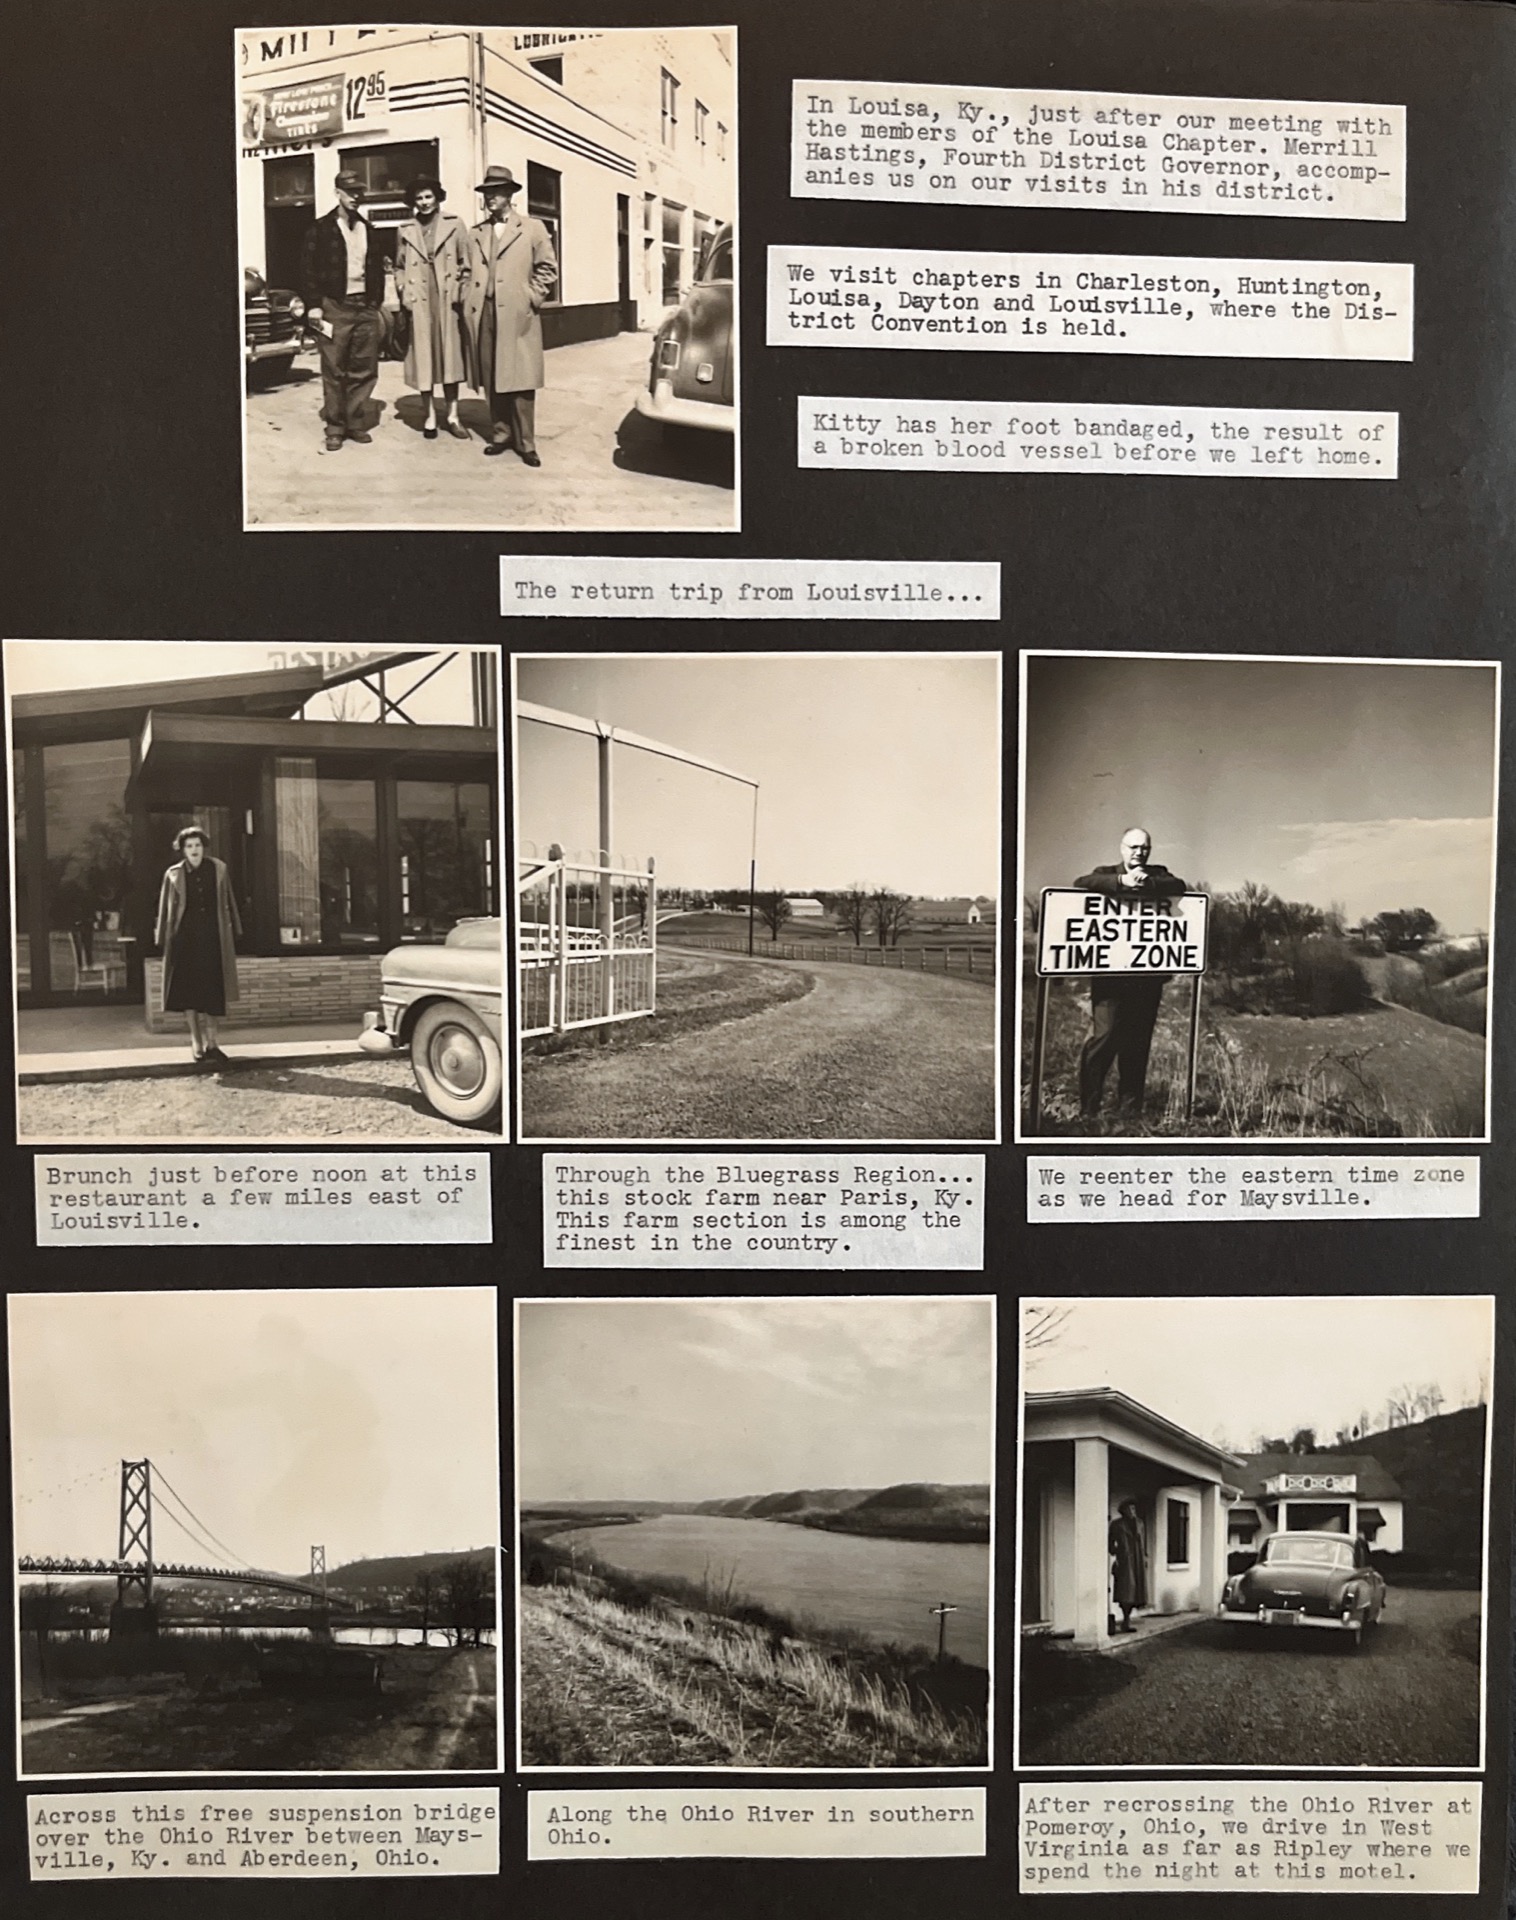 LUBRICATI
Firestone
Champion
TIRES
12 95
In Louisa, Ky., just after our meeting with
the members of the Louisa Chapter. Merrill
Hastings, Fourth District Governor, accomp-
anies us on our visits in his district.
We visit chapters in Charleston, Huntington,
Louisa, Dayton and Louisville, where the Dis-
trict Convention is held.
Kitty has her foot bandaged, the result of
a broken blood vessel before we left home.
The return trip from Louisville...
ENTER
EASTERN
TIME ZONE
Brunch just before noon at this
restaurant a few miles east of
Louisville.
Through the Bluegrass Region...
this stock farm near Paris, Ky.
This farm section is among the
finest in the country.
We reenter the eastern time zone
as we head for Maysville.
Across this free suspension bridge
over the Ohio River between Mays-
ville, Ky. and Aberdeen, Ohio.
Along the Ohio River in southern
Ohio.
After recrossing the Ohio River at
Pomeroy, Ohio, we drive in West
Virginia as far as Ripley where we
spend the night at this motel.